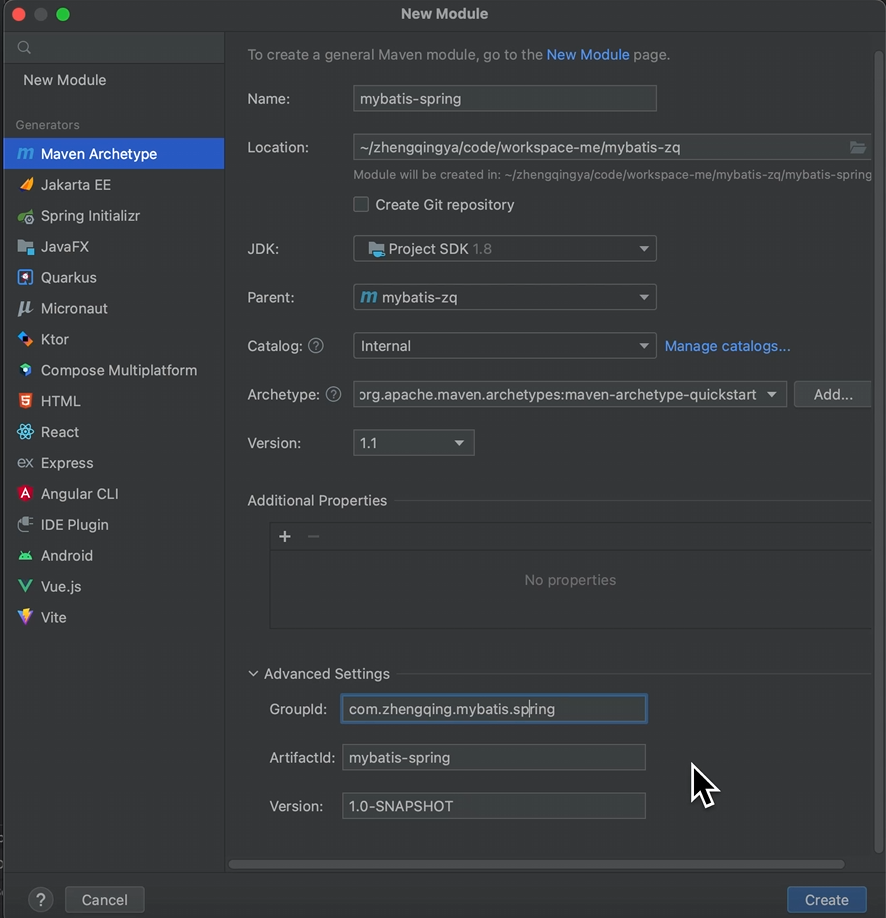 New Module
New Module
Generators
Maven Archetype
Jakarta EE
Spring Initializr
JavaFX
Quarkus
Micronaut
Ktor
Compose Multiplatform
HTML
React
Express
Angular CLI
IDE Plugin
Android
Vue.js
Vite
To create a general Maven module, go to the New Module page.
Name: mybatis-spring
Location: ~/zhengqingya/code/workspace-me/mybatis-zq
Module will be created in: ~/zhengqingya/code/workspace-me/mybatis-zq/mybatis-spring
Create Git repository
JDK: Project SDK 1.8
Parent: mybatis-zq
Catalog: ? Internal Manage catalogs...
Archetype: ? org.apache.maven.archetypes:maven-archetype-quickstart Add...
Version: 1.1
Additional Properties
No properties
Advanced Settings
GroupId: com.zhengqing.mybatis.spring
ArtifactId: mybatis-spring
Version: 1.0-SNAPSHOT
? Cancel Create